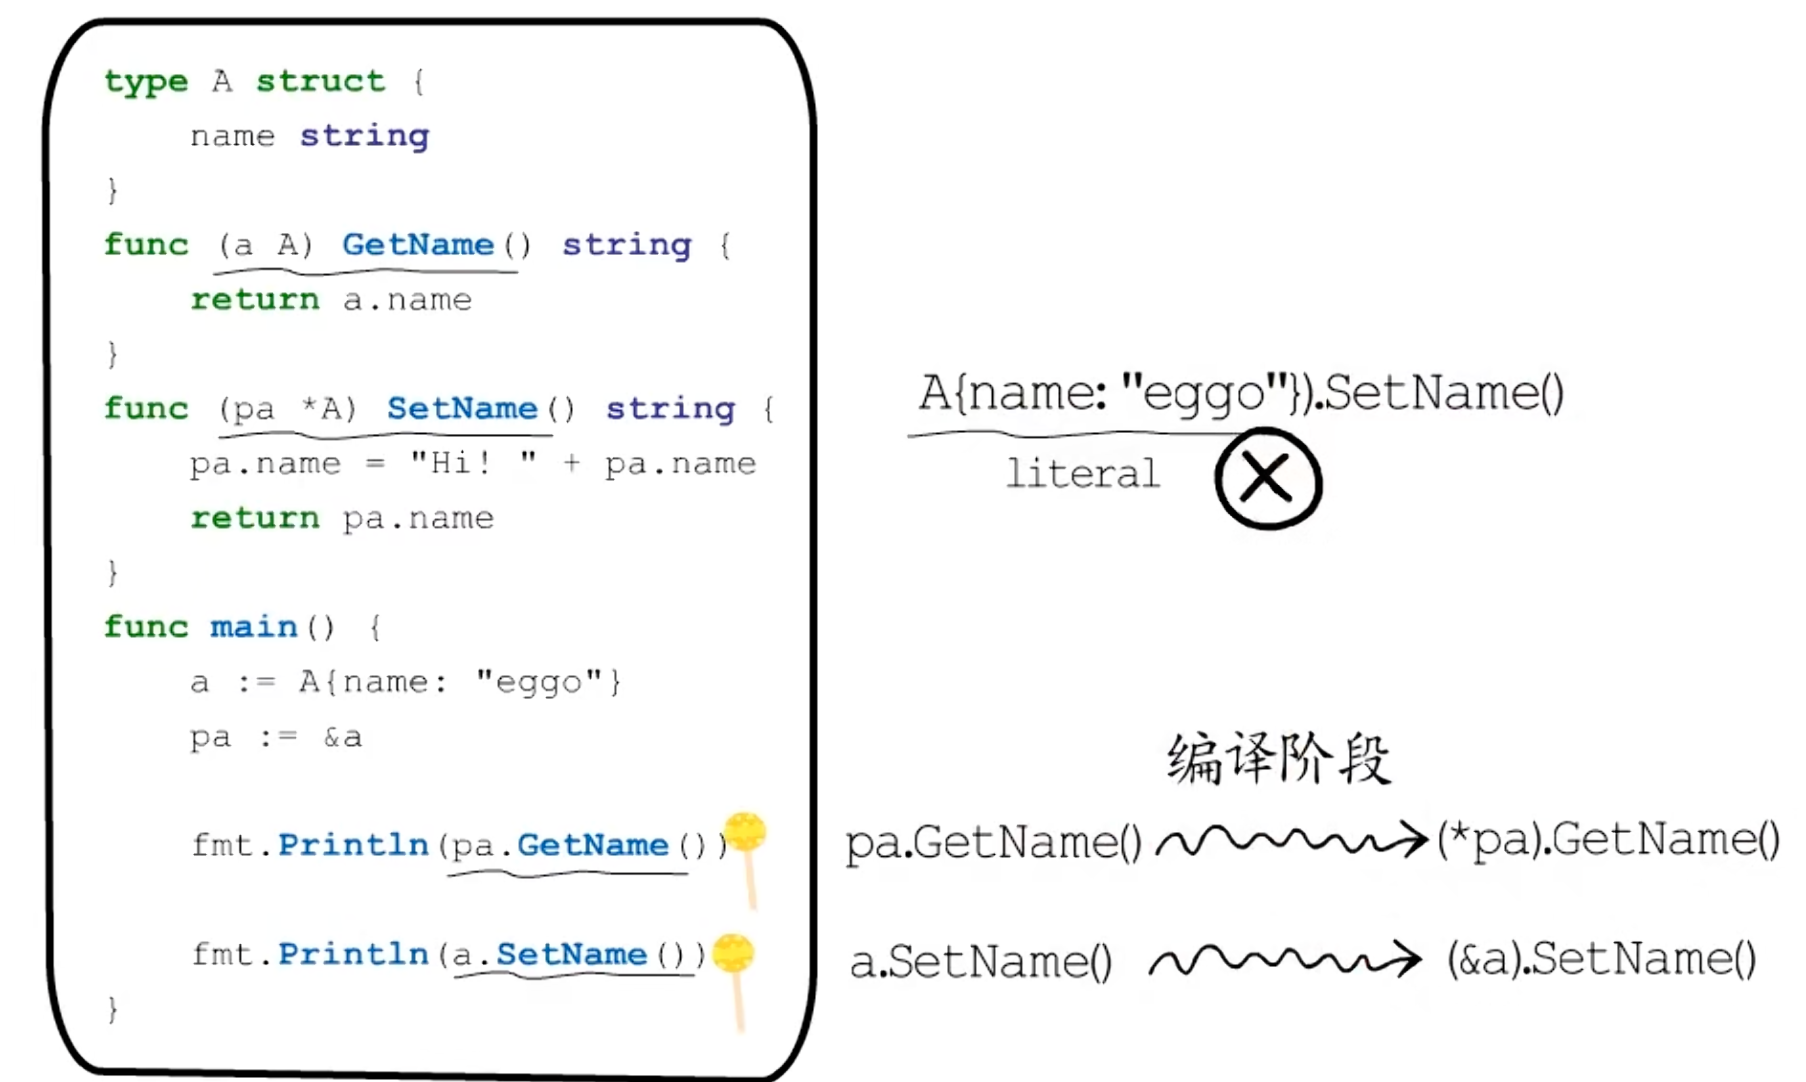 type A struct {
name string
}
func (a A) GetName() string {
return a.name
}
func (pa *A) SetName() string {
pa.name = "Hi! " + pa.name
return pa.name
}
func main() {
a := A{name: "eggo"}
pa := &a
fmt.Println(pa.GetName())
fmt.Println(a.SetName())
}
A{name: "eggo"}).SetName()
literal
编译阶段
pa.GetName() (*pa).GetName()
a.SetName() (&a).SetName()